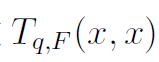 T_{q,F}(x, x)